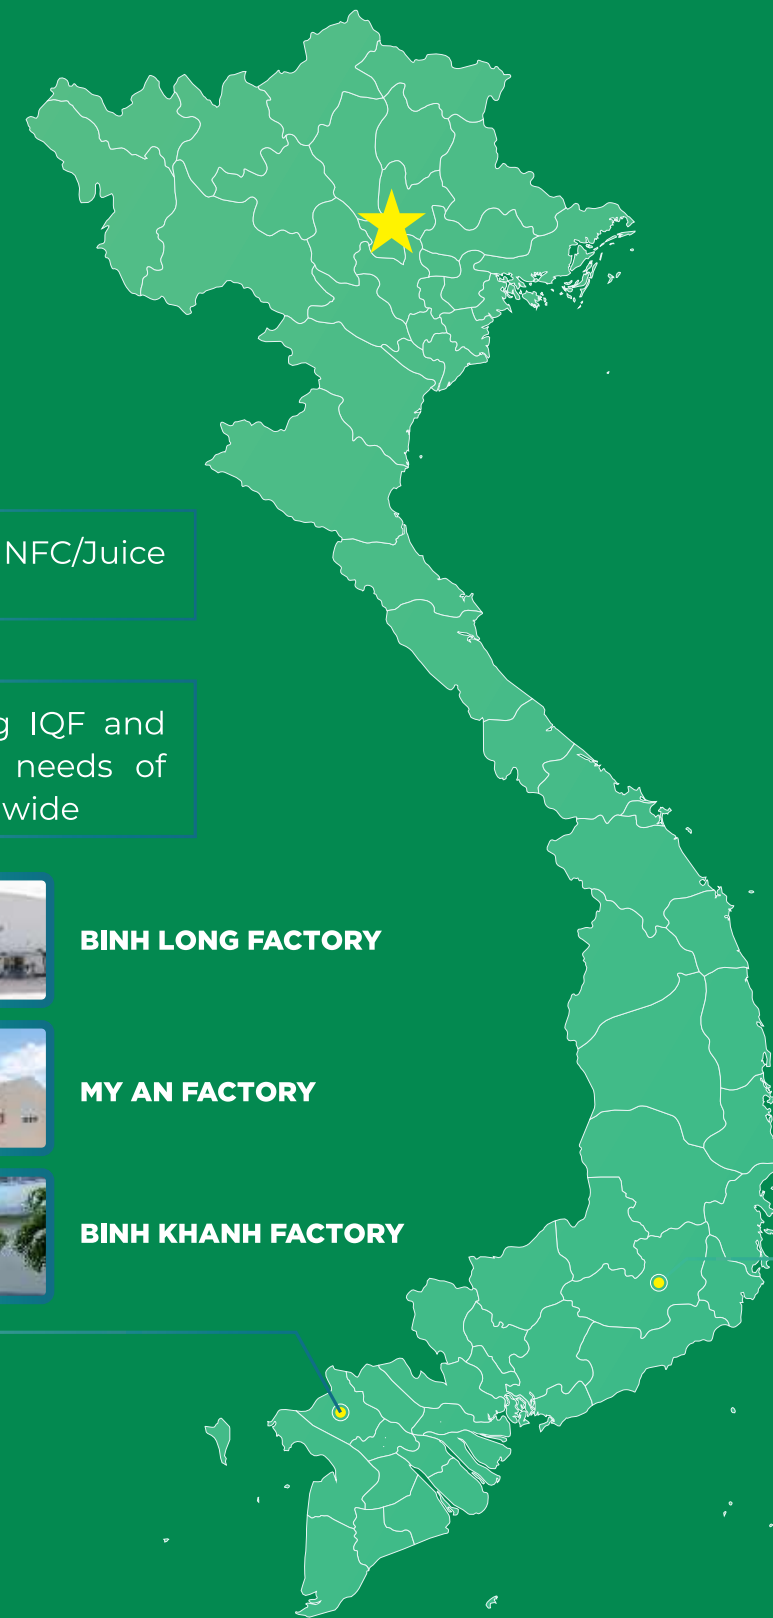 NFC/Juice
g IQF and
needs of
wide
BINH LONG FACTORY
MY AN FACTORY
BINH KHANH FACTORY